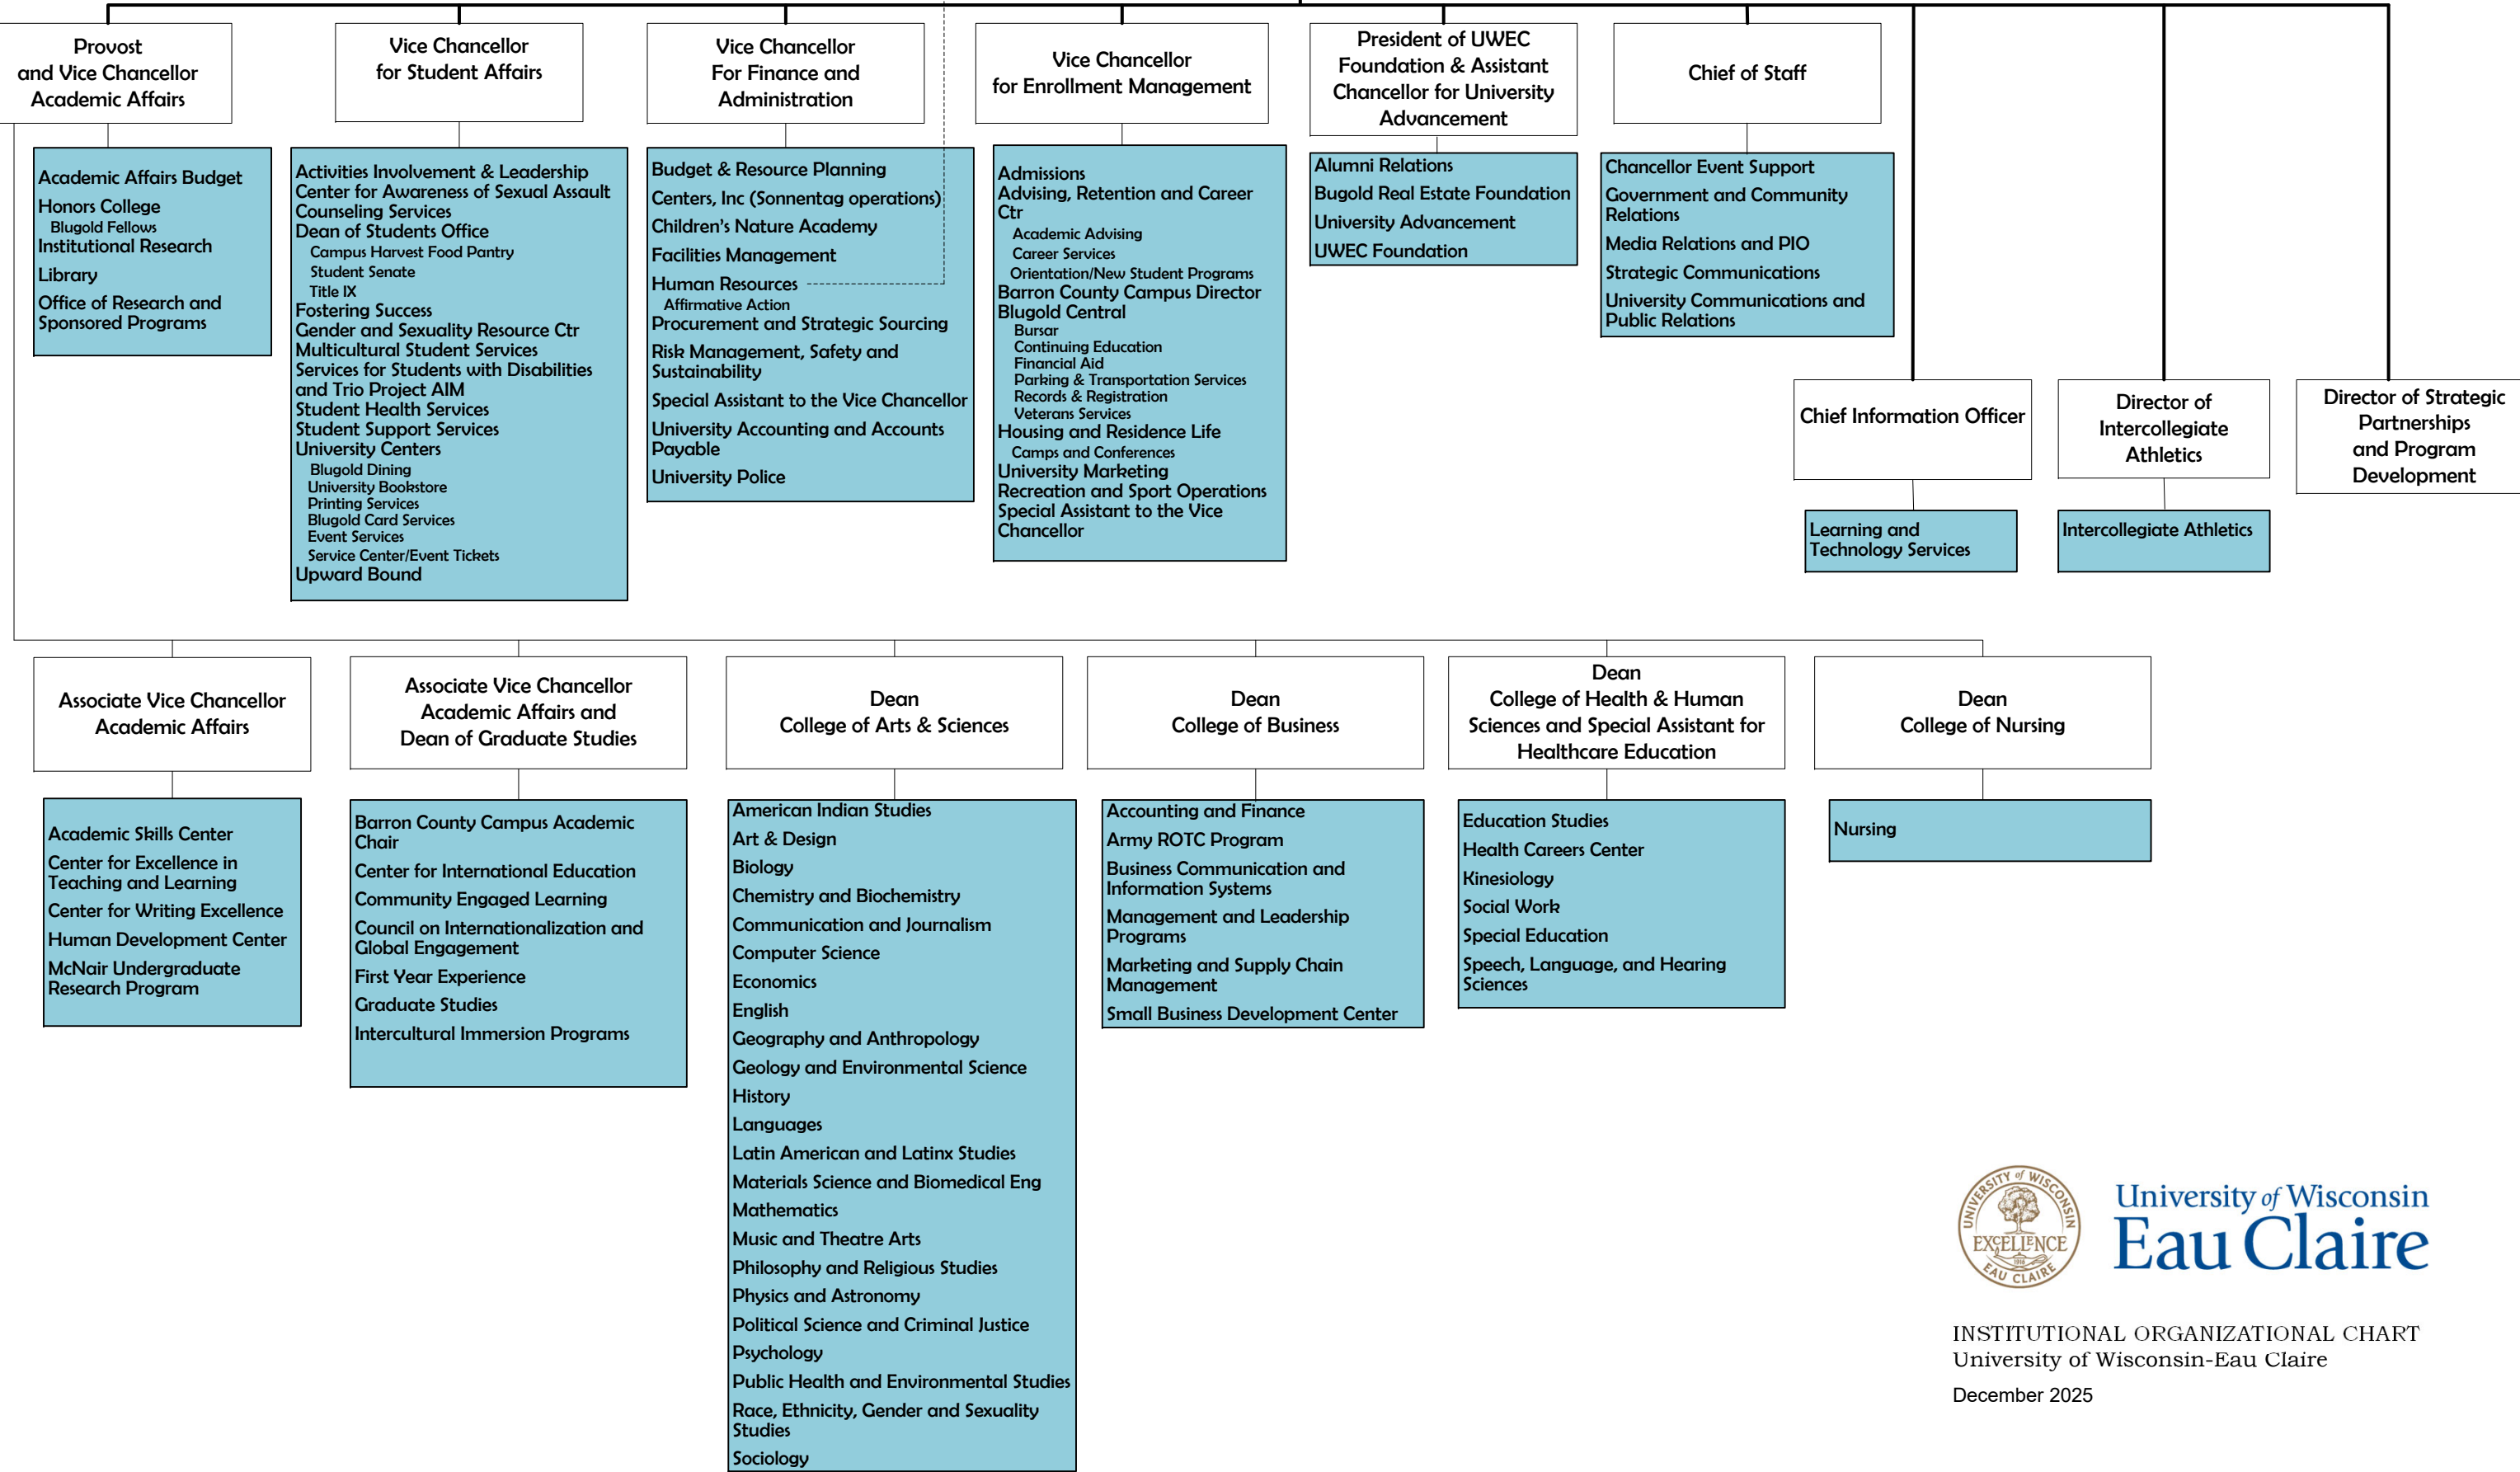 Provost
and Vice Chancellor
Academic Affairs
Vice Chancellor
for Student Affairs
Vice Chancellor
For Finance and
Administration
Vice Chancellor
for Enrollment Management
President of UWEC
Foundation & Assistant
Chancellor for University
Advancement
Chief of Staff
Academic Affairs Budget
Honors College
Blugold Fellows
Institutional Research
Library
Office of Research and
Sponsored Programs
Activities Involvement & Leadership
Center for Awareness of Sexual Assault
Counseling Services
Dean of Students Office
Campus Harvest Food Pantry
Student Senate
Title IX
Fostering Success
Gender and Sexuality Resource Ctr
Multicultural Student Services
Services for Students with Disabilities
and Trio Project AIM
Student Health Services
Student Support Services
University Centers
Blugold Dining
University Bookstore
Printing Services
Blugold Card Services
Event Services
Service Center/Event Tickets
Upward Bound
Budget & Resource Planning
Centers, Inc (Sonnentag operations)
Children's Nature Academy
Facilities Management
Human Resources
Affirmative Action
Procurement and Strategic Sourcing
Risk Management, Safety and
Sustainability
Special Assistant to the Vice Chancellor
University Accounting and Accounts
Payable
University Police
Admissions
Advising, Retention and Career
Ctr
Academic Advising
Career Services
Orientation/New Student Programs
Barron County Campus Director
Blugold Central
Bursar
Continuing Education
Financial Aid
Parking & Transportation Services
Records & Registration
Veterans Services
Housing and Residence Life
Camps and Conferences
University Marketing
Recreation and Sport Operations
Special Assistant to the Vice
Chancellor
Alumni Relations
Bugold Real Estate Foundation
University Advancement
UWEC Foundation
Chancellor Event Support
Government and Community
Relations
Media Relations and PIO
Strategic Communications
University Communications and
Public Relations
Chief Information Officer
Director of
Intercollegiate
Athletics
Director of Strategic
Partnerships
and Program
Development
Learning and
Technology Services
Intercollegiate Athletics
Associate Vice Chancellor
Academic Affairs
Associate Vice Chancellor
Academic Affairs and
Dean of Graduate Studies
Dean
College of Arts & Sciences
Dean
College of Business
Dean
College of Health & Human
Sciences and Special Assistant for
Healthcare Education
Dean
College of Nursing
Academic Skills Center
Center for Excellence in
Teaching and Learning
Center for Writing Excellence
Human Development Center
McNair Undergraduate
Research Program
Barron County Campus Academic
Chair
Center for International Education
Community Engaged Learning
Council on Internationalization and
Global Engagement
First Year Experience
Graduate Studies
Intercultural Immersion Programs
American Indian Studies
Art & Design
Biology
Chemistry and Biochemistry
Communication and Journalism
Computer Science
Economics
English
Geography and Anthropology
Geology and Environmental Science
History
Languages
Latin American and Latinx Studies
Materials Science and Biomedical Eng
Mathematics
Music and Theatre Arts
Philosophy and Religious Studies
Physics and Astronomy
Political Science and Criminal Justice
Psychology
Public Health and Environmental Studies
Race, Ethnicity, Gender and Sexuality
Studies
Sociology
Accounting and Finance
Army ROTC Program
Business Communication and
Information Systems
Management and Leadership
Programs
Marketing and Supply Chain
Management
Small Business Development Center
Education Studies
Health Careers Center
Kinesiology
Social Work
Special Education
Speech, Language, and Hearing
Sciences
Nursing
UNIVERSITY of WISCONSIN
EXCELLENCE
1916
EAU CLAIRE
University of Wisconsin
Eau Claire
INSTITUTIONAL ORGANIZATIONAL CHART
University of Wisconsin-Eau Claire
December 2025